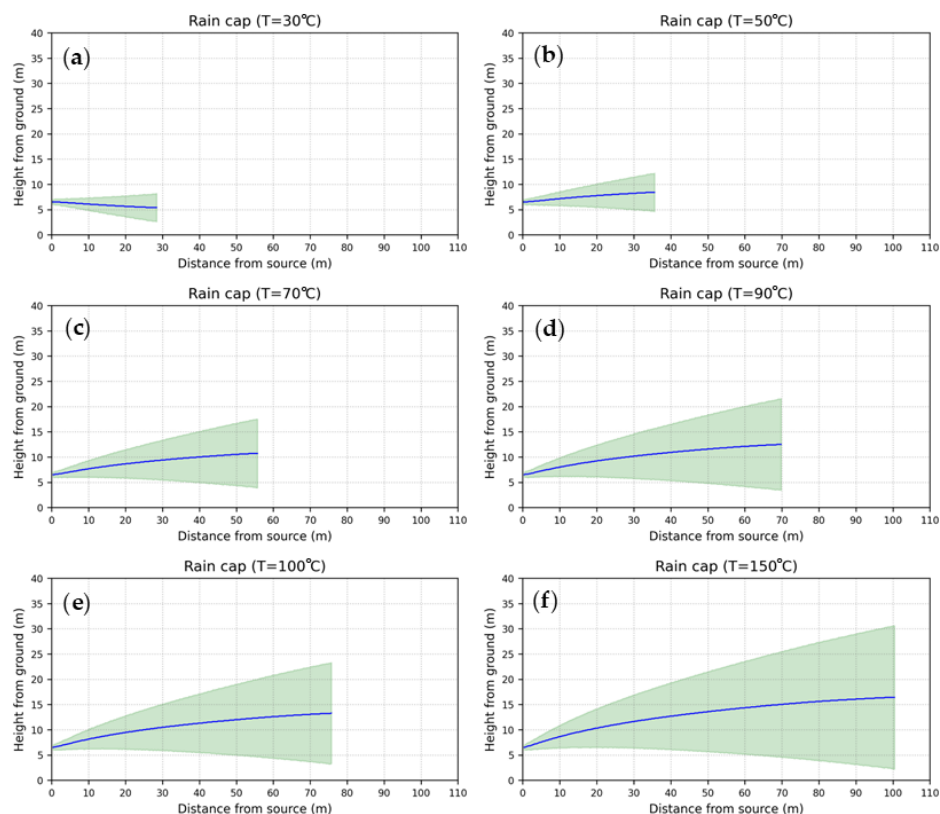 Rain cap (T=30℃)
(a)
40
35
30
25
20
15
10
5
0
Height from ground (m)
0 10 20 30 40 50 60 70 80 90 100 110
Distance from source (m)
Rain cap (T=50℃)
(b)
40
35
30
25
20
15
10
5
0
Height from ground (m)
0 10 20 30 40 50 60 70 80 90 100 110
Distance from source (m)
Rain cap (T=70℃)
(c)
40
35
30
25
20
15
10
5
0
Height from ground (m)
0 10 20 30 40 50 60 70 80 90 100 110
Distance from source (m)
Rain cap (T=90℃)
(d)
40
35
30
25
20
15
10
5
0
Height from ground (m)
0 10 20 30 40 50 60 70 80 90 100 110
Distance from source (m)
Rain cap (T=100℃)
(e)
40
35
30
25
20
15
10
5
0
Height from ground (m)
0 10 20 30 40 50 60 70 80 90 100 110
Distance from source (m)
Rain cap (T=150℃)
(f)
40
35
30
25
20
15
10
5
0
Height from ground (m)
0 10 20 30 40 50 60 70 80 90 100 110
Distance from source (m)